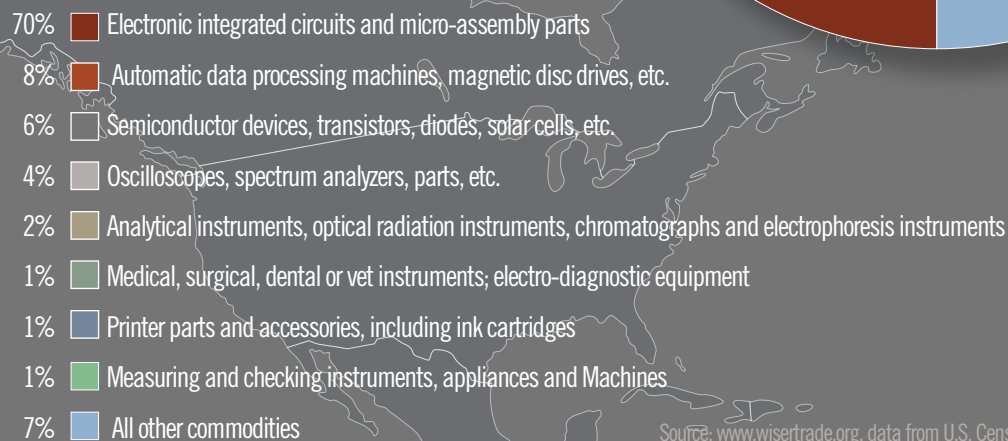 70% Electronic integrated circuits and micro-assembly parts
8% Automatic data processing machines, magnetic disc drives, etc.
6% Semiconductor devices, transistors, diodes, solar cells, etc.
4% Oscilloscopes, spectrum analyzers, parts, etc.
2% Analytical instruments, optical radiation instruments, chromatographs and electrophoresis instruments
1% Medical, surgical, dental or vet instruments; electro-diagnostic equipment
1% Printer parts and accessories, including ink cartridges
1% Measuring and checking instruments, appliances and Machines
7% All other commodities
Source: www.wisertrade.org, data from U.S.